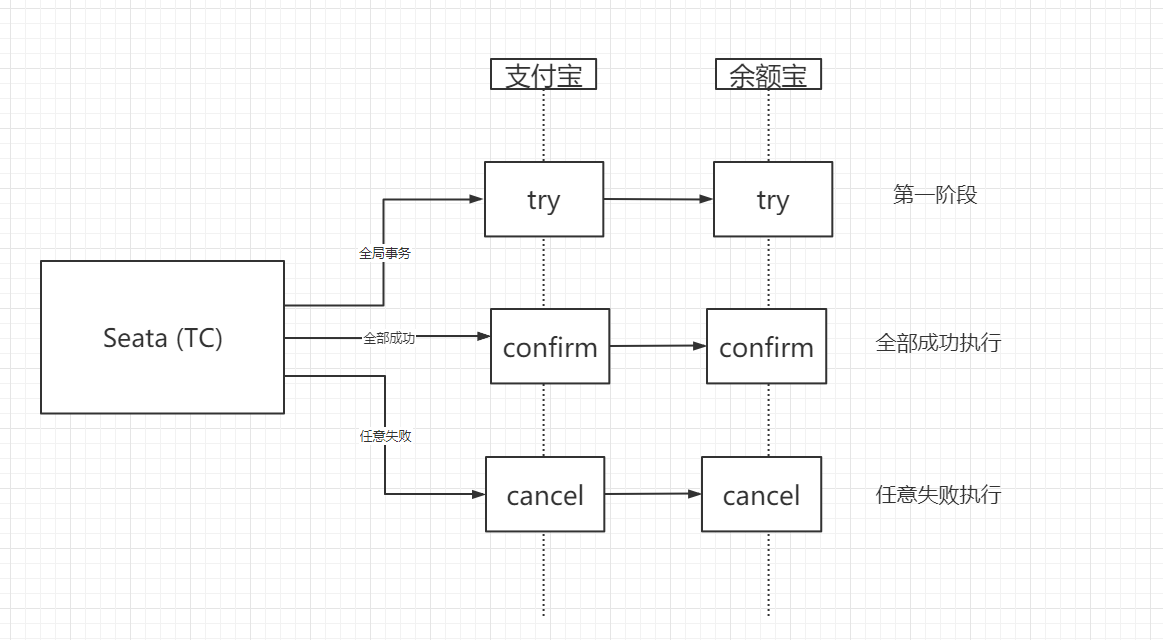 支付宝
余额宝
try
try
第一阶段
全局事务
Seata (TC)
全部成功
confirm
confirm
全部成功执行
任意失败
cancel
cancel
任意失败执行